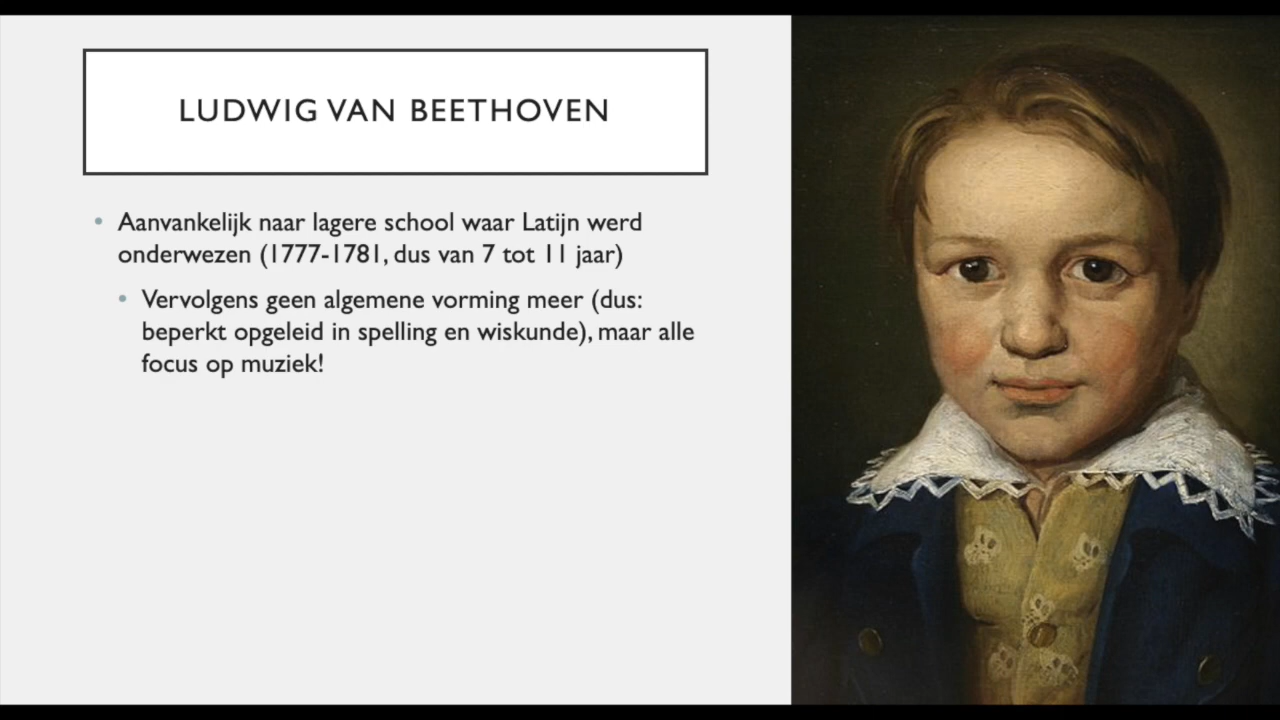 LUDWIG VAN BEETHOVEN
• Aanvankelijk naar lagere school waar Latijn werd
onderwezen (1777-1781, dus van 7 tot 11 jaar)
• Vervolgens geen algemene vorming meer (dus:
beperkt opgeleid in spelling en wiskunde), maar alle
focus op muziek!